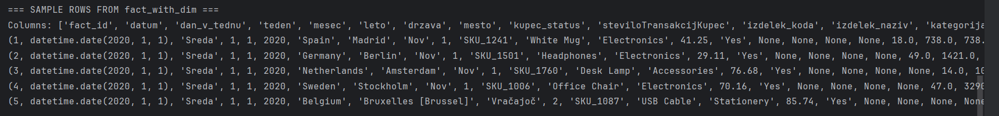 === SAMPLE ROWS FROM fact_with_dim ===
Columns: ['fact_id', 'datum', 'dan_v_tednu', 'teden', 'mesec', 'leto', 'drzava', 'mesto', 'kupec_status', 'steviloTransakcijKupec', 'izdelek_koda', 'izdelek_naziv', 'kategorija
(1, datetime.date(2020, 1, 1), 'Sreda', 1, 1, 2020, 'Spain', 'Madrid', 'Nov', 1, 'SKU_1241', 'White Mug', 'Electronics', 41.25, 'Yes', None, None, None, None, 18.0, 738.0, 738.
(2, datetime.date(2020, 1, 1), 'Sreda', 1, 1, 2020, 'Germany', 'Berlin', 'Nov', 1, 'SKU_1501', 'Headphones', 'Electronics', 29.11, 'Yes', None, None, None, None, 49.0, 1421.0,
(3, datetime.date(2020, 1, 1), 'Sreda', 1, 1, 2020, 'Netherlands', 'Amsterdam', 'Nov', 1, 'SKU_1760', 'Desk Lamp', 'Accessories', 76.68, 'Yes', None, None, None, None, 14.0, 10
(4, datetime.date(2020, 1, 1), 'Sreda', 1, 1, 2020, 'Sweden', 'Stockholm', 'Nov', 1, 'SKU_1006', 'Office Chair', 'Electronics', 70.16, 'Yes', None, None, None, None, 47.0, 3290
(5, datetime.date(2020, 1, 1), 'Sreda', 1, 1, 2020, 'Belgium', 'Bruxelles [Brussel]', 'Vračajoč', 2, 'SKU_1087', 'USB Cable', 'Stationery', 85.74, 'Yes', None, None, None, None